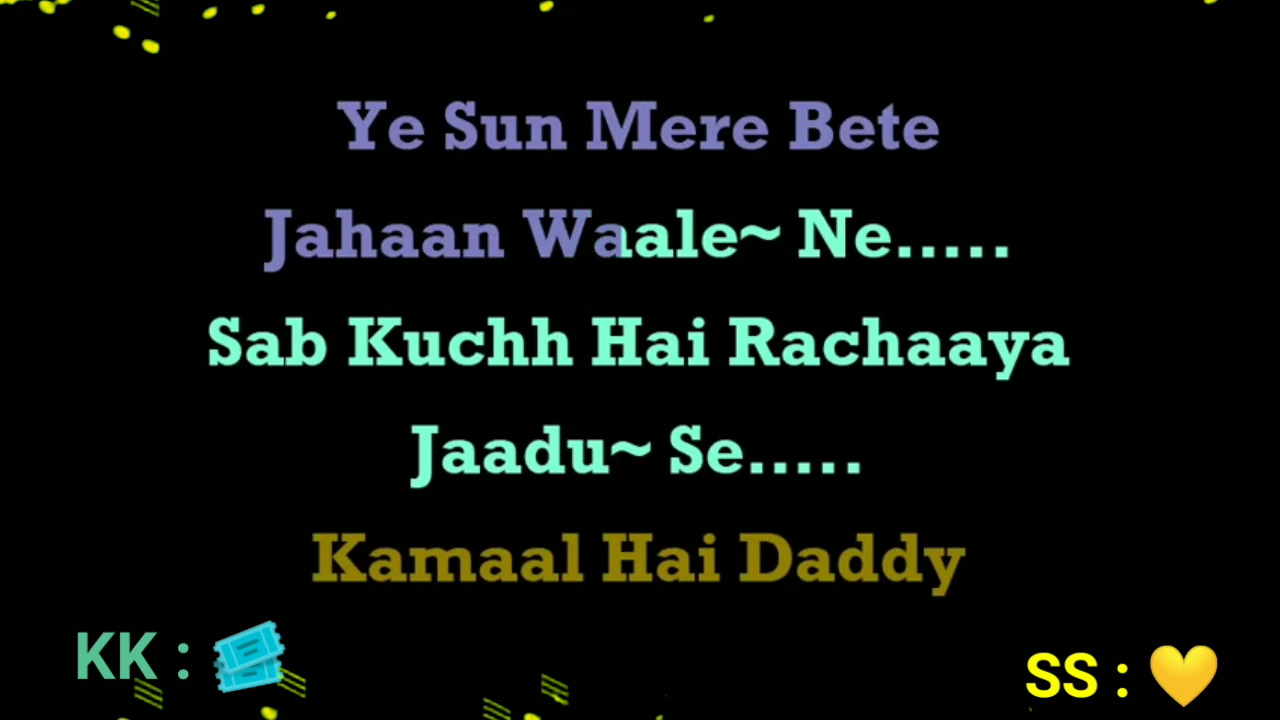 Ye Sun Mere Bete
Jahaan Waale~ Ne.....
Sab Kuchh Hai Rachaaya
Jaadu~ Se.....
Kamaal Hai Daddy
KK : 🎟
SS : 💛